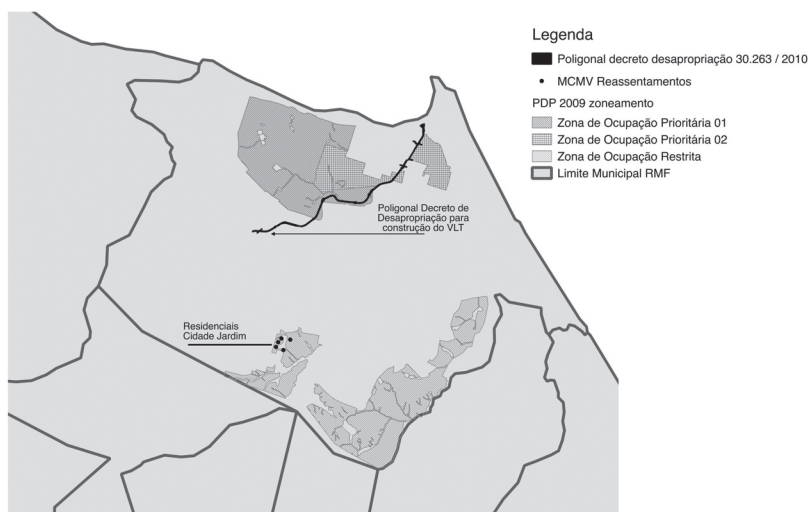 Legenda
Poligonal decreto desapropriação 30.263 / 2010
MCMV Reassentamentos
PDP 2009 zoneamento
Zona de Ocupação Prioritária 01
Zona de Ocupação Prioritária 02
Zona de Ocupação Restrita
Limite Municipal RMF
Poligonal Decreto de
Desapropriação para
construção do VLT
Residenciais
Cidade Jardim